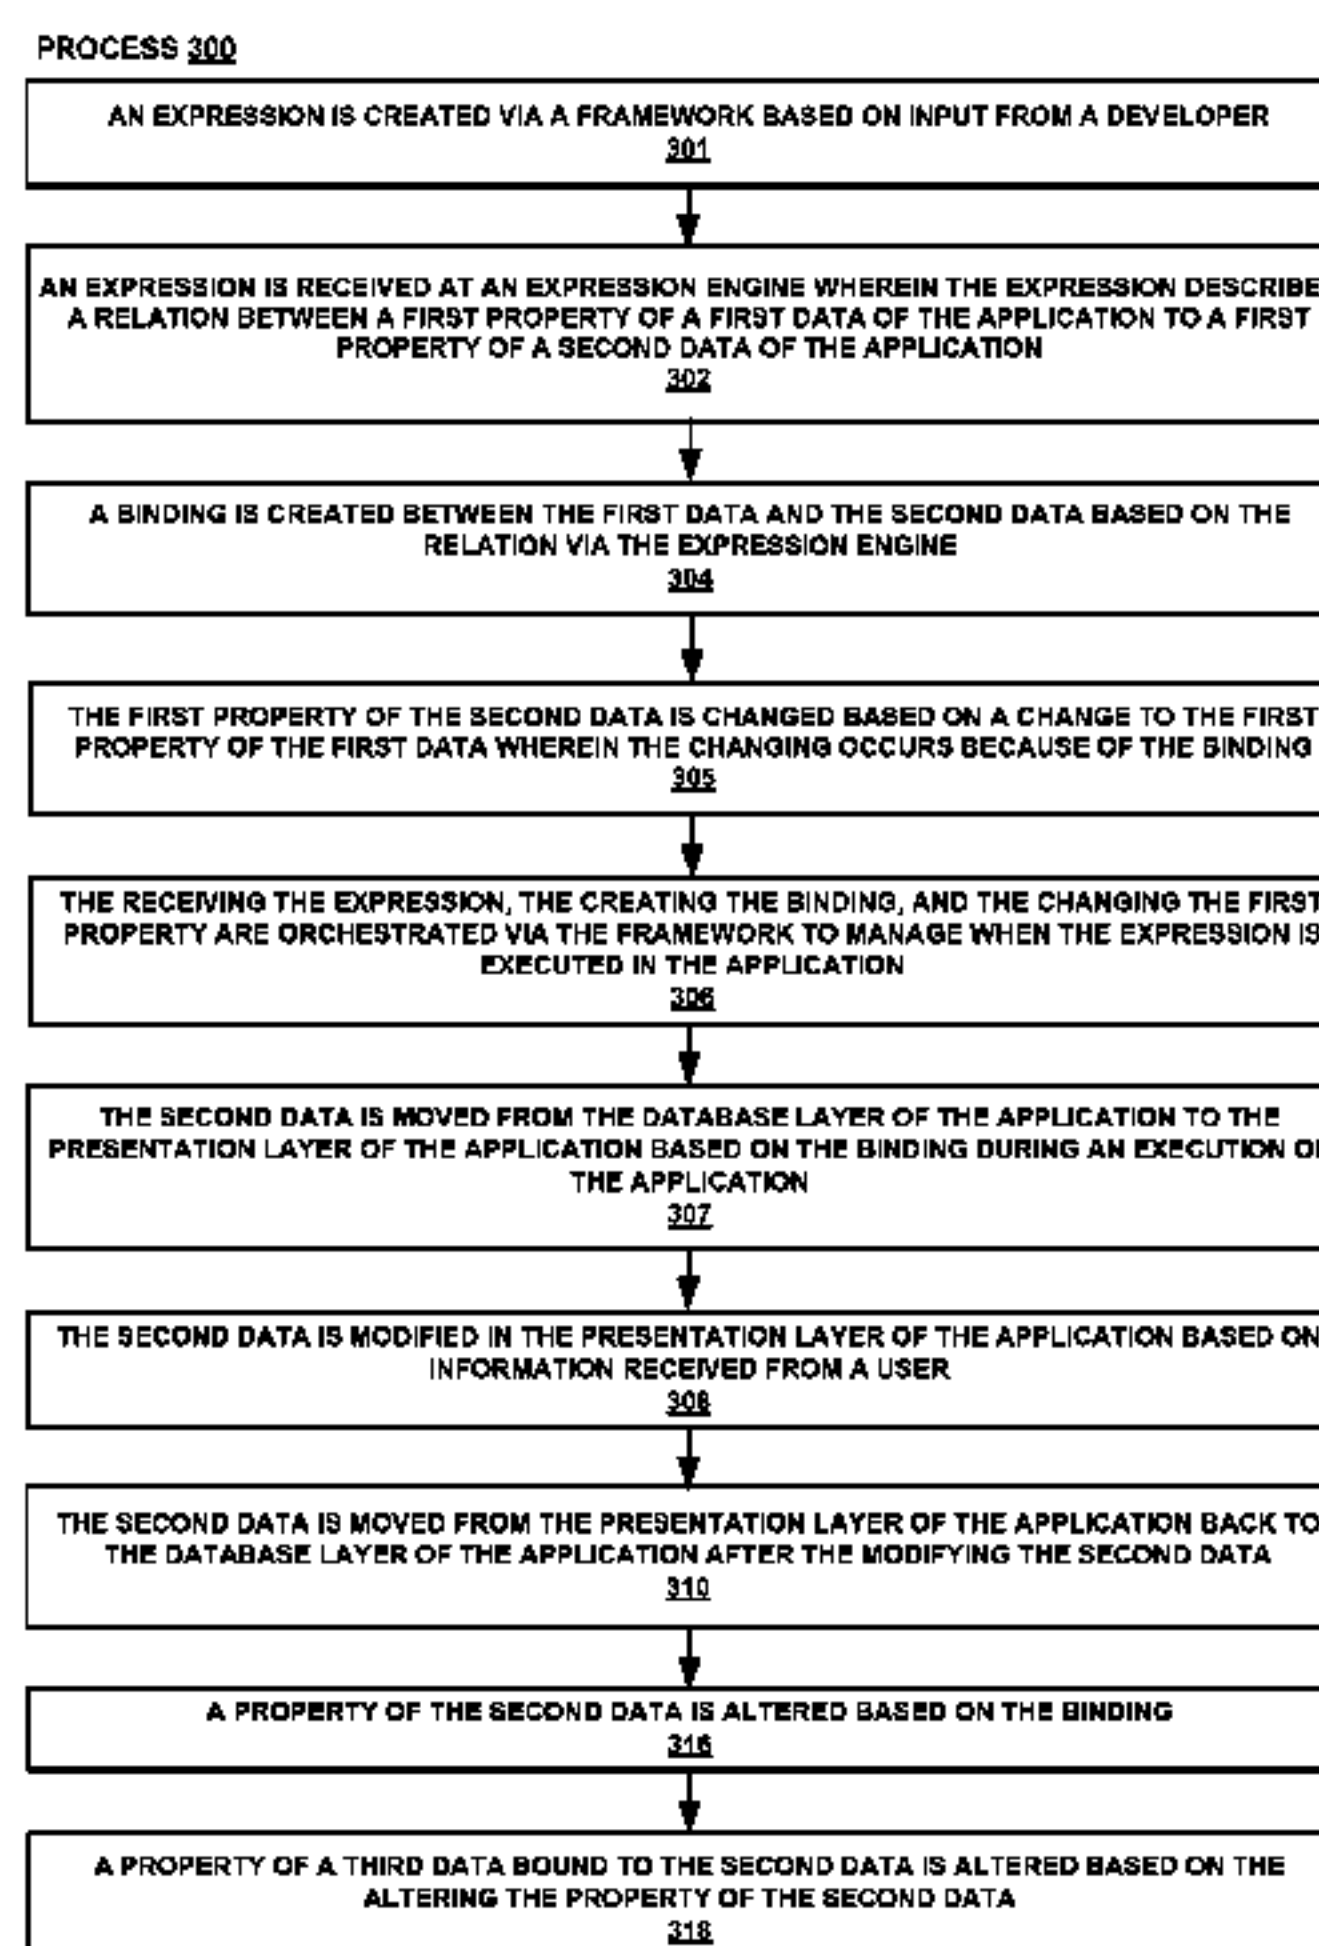 PROCESS 300
AN EXPRESSION IS CREATED VIA A FRAMEWORK BASED ON INPUT FROM A DEVELOPER
301
AN EXPRESSION IS RECEIVED AT AN EXPRESSION ENGINE WHEREIN THE EXPRESSION DESCRIBE
A RELATION BETWEEN A FIRST PROPERTY OF A FIRST DATA OF THE APPLICATION TO A FIRST
PROPERTY OF A SECOND DATA OF THE APPLICATION
302
A BINDING IS CREATED BETWEEN THE FIRST DATA AND THE SECOND DATA BASED ON THE
RELATION VIA THE EXPRESSION ENGINE
304
THE FIRST PROPERTY OF THE SECOND DATA IS CHANGED BASED ON A CHANGE TO THE FIRST
PROPERTY OF THE FIRST DATA WHEREIN THE CHANGING OCCURS BECAUSE OF THE BINDING
305
THE RECEIVING THE EXPRESSION, THE CREATING THE BINDING, AND THE CHANGING THE FIRST
PROPERTY ARE ORCHESTRATED VIA THE FRAMEWORK TO MANAGE WHEN THE EXPRESSION IS
EXECUTED IN THE APPLICATION
306
THE SECOND DATA IS MOVED FROM THE DATABASE LAYER OF THE APPLICATION TO THE
PRESENTATION LAYER OF THE APPLICATION BASED ON THE BINDING DURING AN EXECUTION O
THE APPLICATION
307
THE SECOND DATA IS MODIFIED IN THE PRESENTATION LAYER OF THE APPLICATION BASED ON
INFORMATION RECEIVED FROM A USER
308
THE SECOND DATA IS MOVED FROM THE PRESENTATION LAYER OF THE APPLICATION BACK TO
THE DATABASE LAYER OF THE APPLICATION AFTER THE MODIFYING THE SECOND DATA
310
A PROPERTY OF THE SECOND DATA IS ALTERED BASED ON THE BINDING
316
A PROPERTY OF A THIRD DATA BOUND TO THE SECOND DATA IS ALTERED BASED ON THE
ALTERING THE PROPERTY OF THE SECOND DATA
318